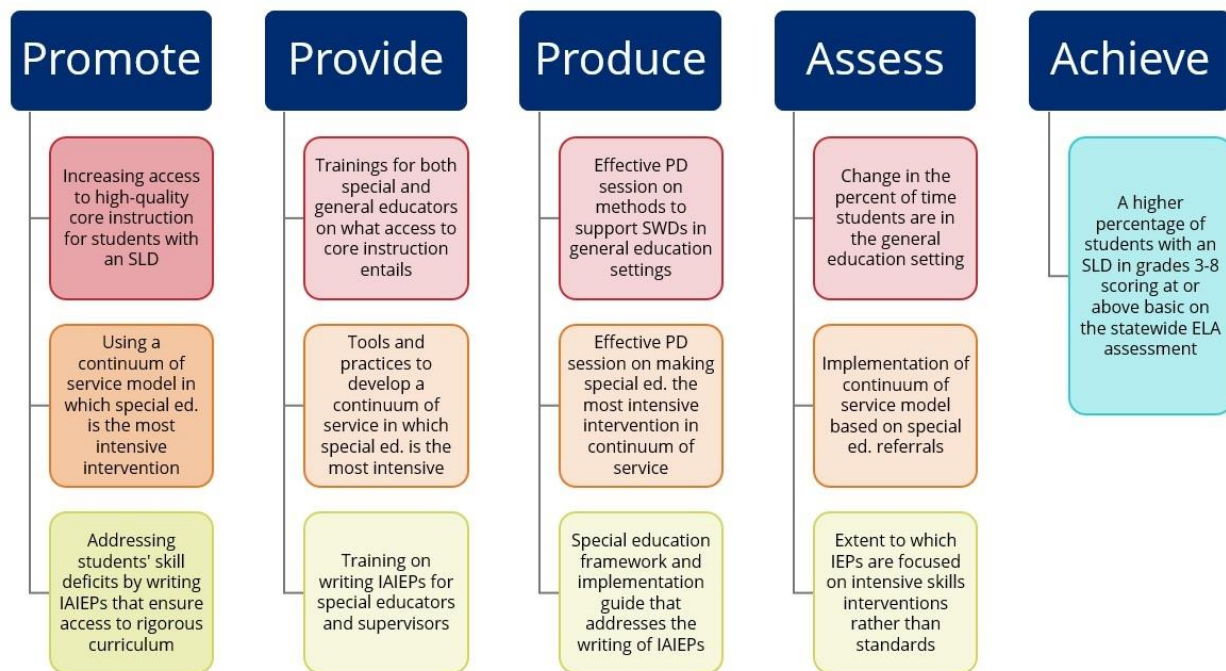 Promote
Increasing access
to high-quality
core instruction
for students with
an SLD
Using a
continuum of
service model in
which special ed.
is the most
intensive
intervention
Addressing
students' skill
deficits by writing
IAIEPs that ensure
access to rigorous
curriculum
Provide
Trainings for both
special and
general educators
on what access to
core instruction
entails
Tools and
practices to
develop a
continuum of
service in which
special ed. is the
most intensive
Training on
writing IAIEPs for
special educators
and supervisors
Produce
Effective PD
session on
methods to
support SWDs in
general education
settings
Effective PD
session on making
special ed. the
most intensive
intervention in
continuum of
service
Special education
framework and
implementation
guide that
addresses the
writing of IAIEPs
Assess
Change in the
percent of time
students are in
the general
education setting
Implementation of
continuum of
service model
based on special
ed. referrals
Extent to which
IEPs are focused
on intensive skills
interventions
rather than
standards
Achieve
A higher
percentage of
students with an
SLD in grades 3-8
scoring at or
above basic on
the statewide ELA
assessment